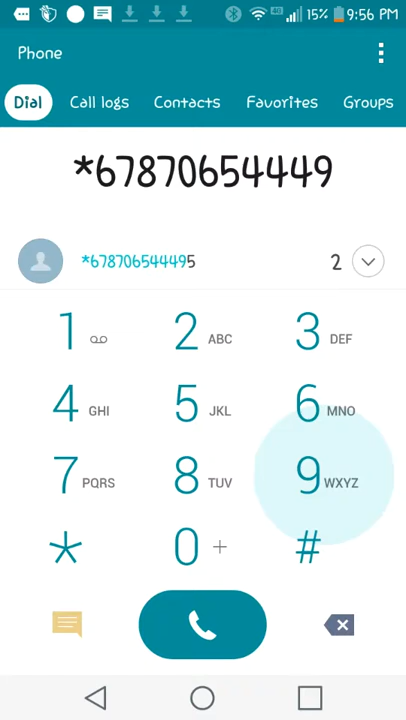 4G 15% 9:56 PM
Phone
Dial Call logs Contacts Favorites Groups
*67870654449
*678706544495 2
1 2 ABC 3 DEF
4 GHI 5 JKL 6 MNO
7 PQRS 8 TUV 9 WXYZ
* 0 + #